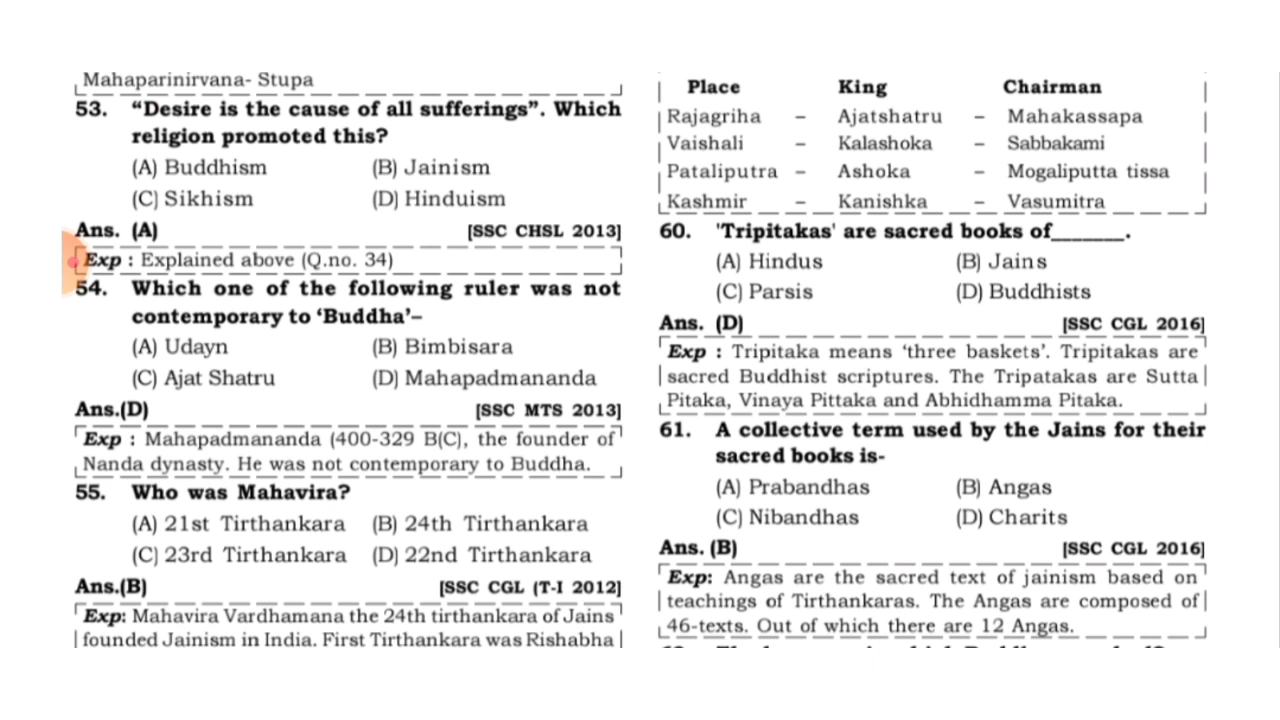 Mahaparinirvana- Stupa
53. “Desire is the cause of all sufferings”. Which
religion promoted this?
(A) Buddhism (B) Jainism
(C) Sikhism (D) Hinduism
Ans. (A) [SSC CHSL 2013]
Exp : Explained above (Q.no. 34)
54. Which one of the following ruler was not
contemporary to ‘Buddha’–
(A) Udayn (B) Bimbisara
(C) Ajat Shatru (D) Mahapadmananda
Ans.(D) [SSC MTS 2013]
Exp : Mahapadmananda (400-329 B(C), the founder of
Nanda dynasty. He was not contemporary to Buddha.
55. Who was Mahavira?
(A) 21st Tirthankara (B) 24th Tirthankara
(C) 23rd Tirthankara (D) 22nd Tirthankara
Ans.(B) [SSC CGL (T-I 2012]
Exp: Mahavira Vardhamana the 24th tirthankara of Jains
founded Jainism in India. First Tirthankara was Rishabha
Place King Chairman
Rajagriha – Ajatshatru – Mahakassapa
Vaishali – Kalashoka – Sabbakami
Pataliputra – Ashoka – Mogaliputta tissa
Kashmir – Kanishka – Vasumitra
60. 'Tripitakas' are sacred books of_______.
(A) Hindus (B) Jains
(C) Parsis (D) Buddhists
Ans. (D) [SSC CGL 2016]
Exp : Tripitaka means ‘three baskets’. Tripitakas are
sacred Buddhist scriptures. The Tripatakas are Sutta
Pitaka, Vinaya Pittaka and Abhidhamma Pitaka.
61. A collective term used by the Jains for their
sacred books is-
(A) Prabandhas (B) Angas
(C) Nibandhas (D) Charits
Ans. (B) [SSC CGL 2016]
Exp: Angas are the sacred text of jainism based on
teachings of Tirthankaras. The Angas are composed of
46-texts. Out of which there are 12 Angas.